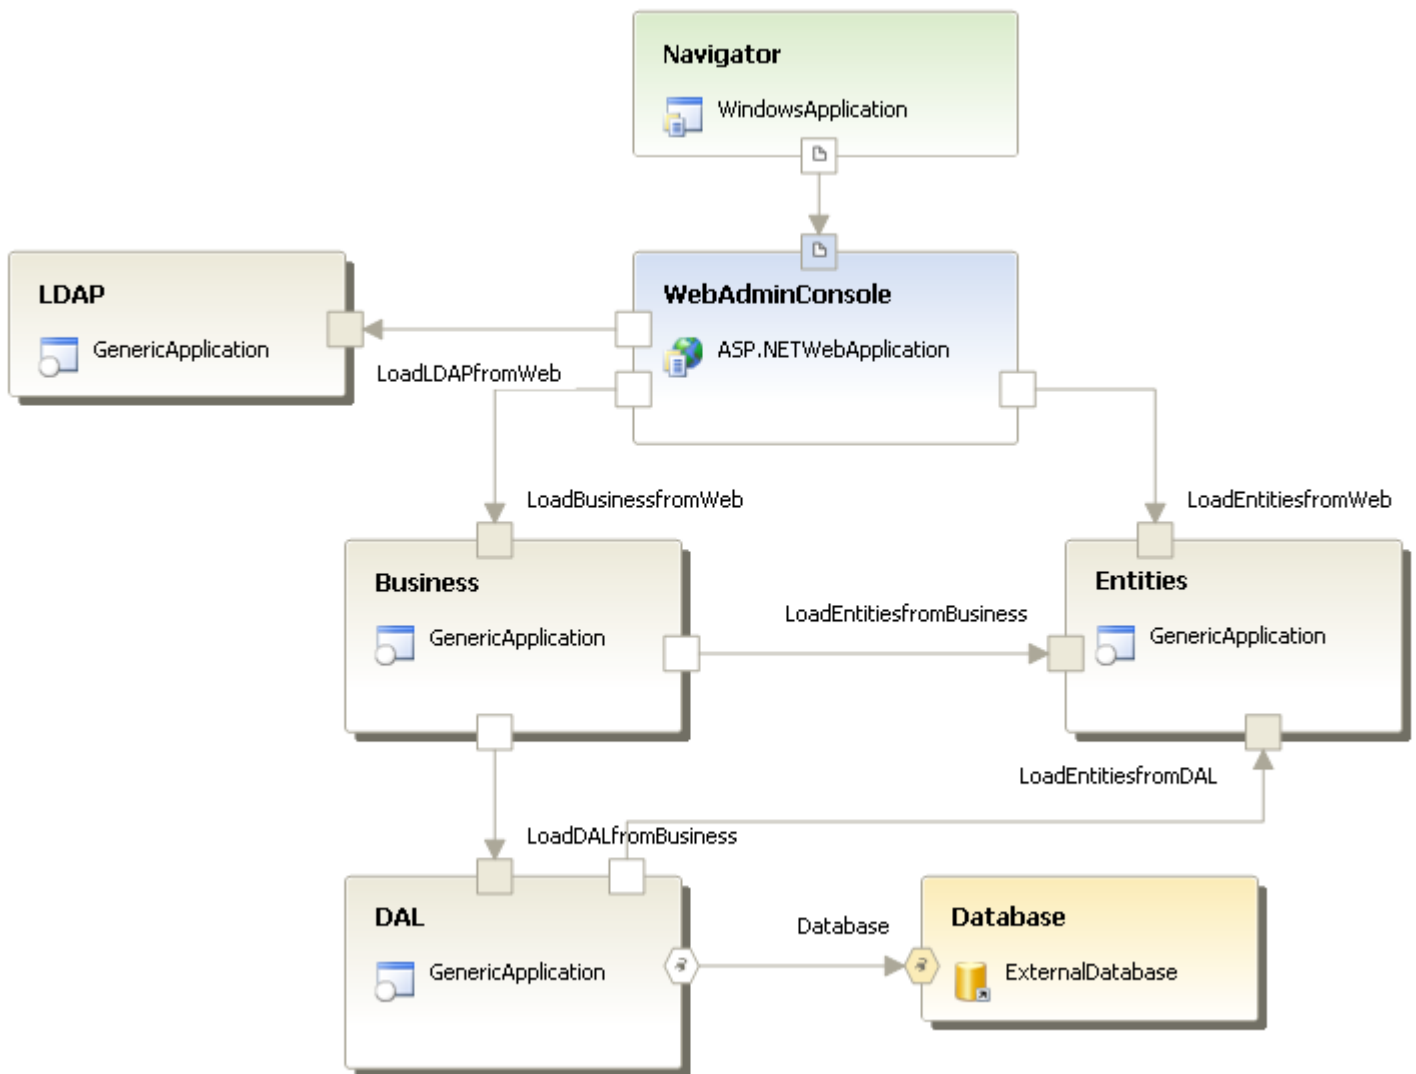 Navigator
WindowsApplication
LDAP
GenericApplication
WebAdminConsole
ASP.NETWebApplication
LoadLDAPfromWeb
LoadBusinessfromWeb
LoadEntitiesfromWeb
Business
GenericApplication
LoadEntitiesfromBusiness
Entities
GenericApplication
LoadEntitiesfromDAL
LoadDALfromBusiness
DAL
GenericApplication
Database
Database
ExternalDatabase